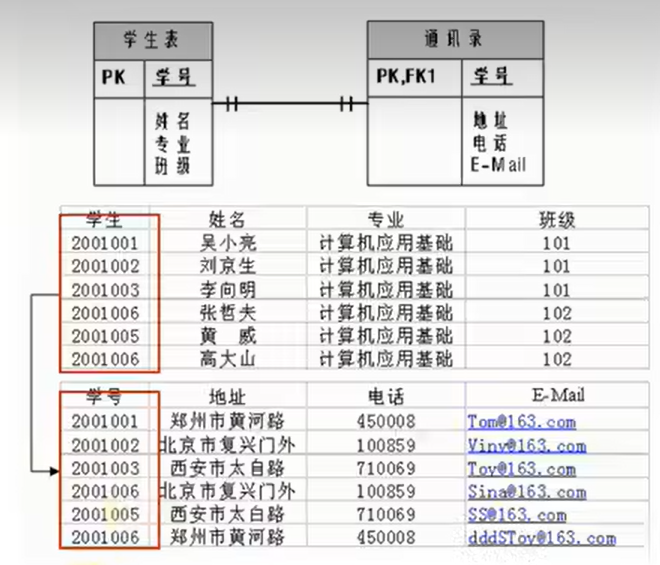 学生表 通讯录
PK 学号 PK,FK1 学号
姓名 地址
专业 电话
班级 E-Mail
学生 姓名 专业 班级
2001001 吴小亮 计算机应用基础 101
2001002 刘京生 计算机应用基础 101
2001003 李向明 计算机应用基础 101
2001006 张哲夫 计算机应用基础 102
2001005 黄 威 计算机应用基础 102
2001006 高大山 计算机应用基础 102
学号 地址 电话 E-Mail
2001001 郑州市黄河路 450008 Tom@163.com
2001002 北京市复兴门外 100859 Vinv@163.com
2001003 西安市太白路 710069 Toy@163.com
2001006 北京市复兴门外 100859 Sina@163.com
2001005 西安市太白路 710069 SS@163.com
2001006 郑州市黄河路 450008 dddSToy@163.com